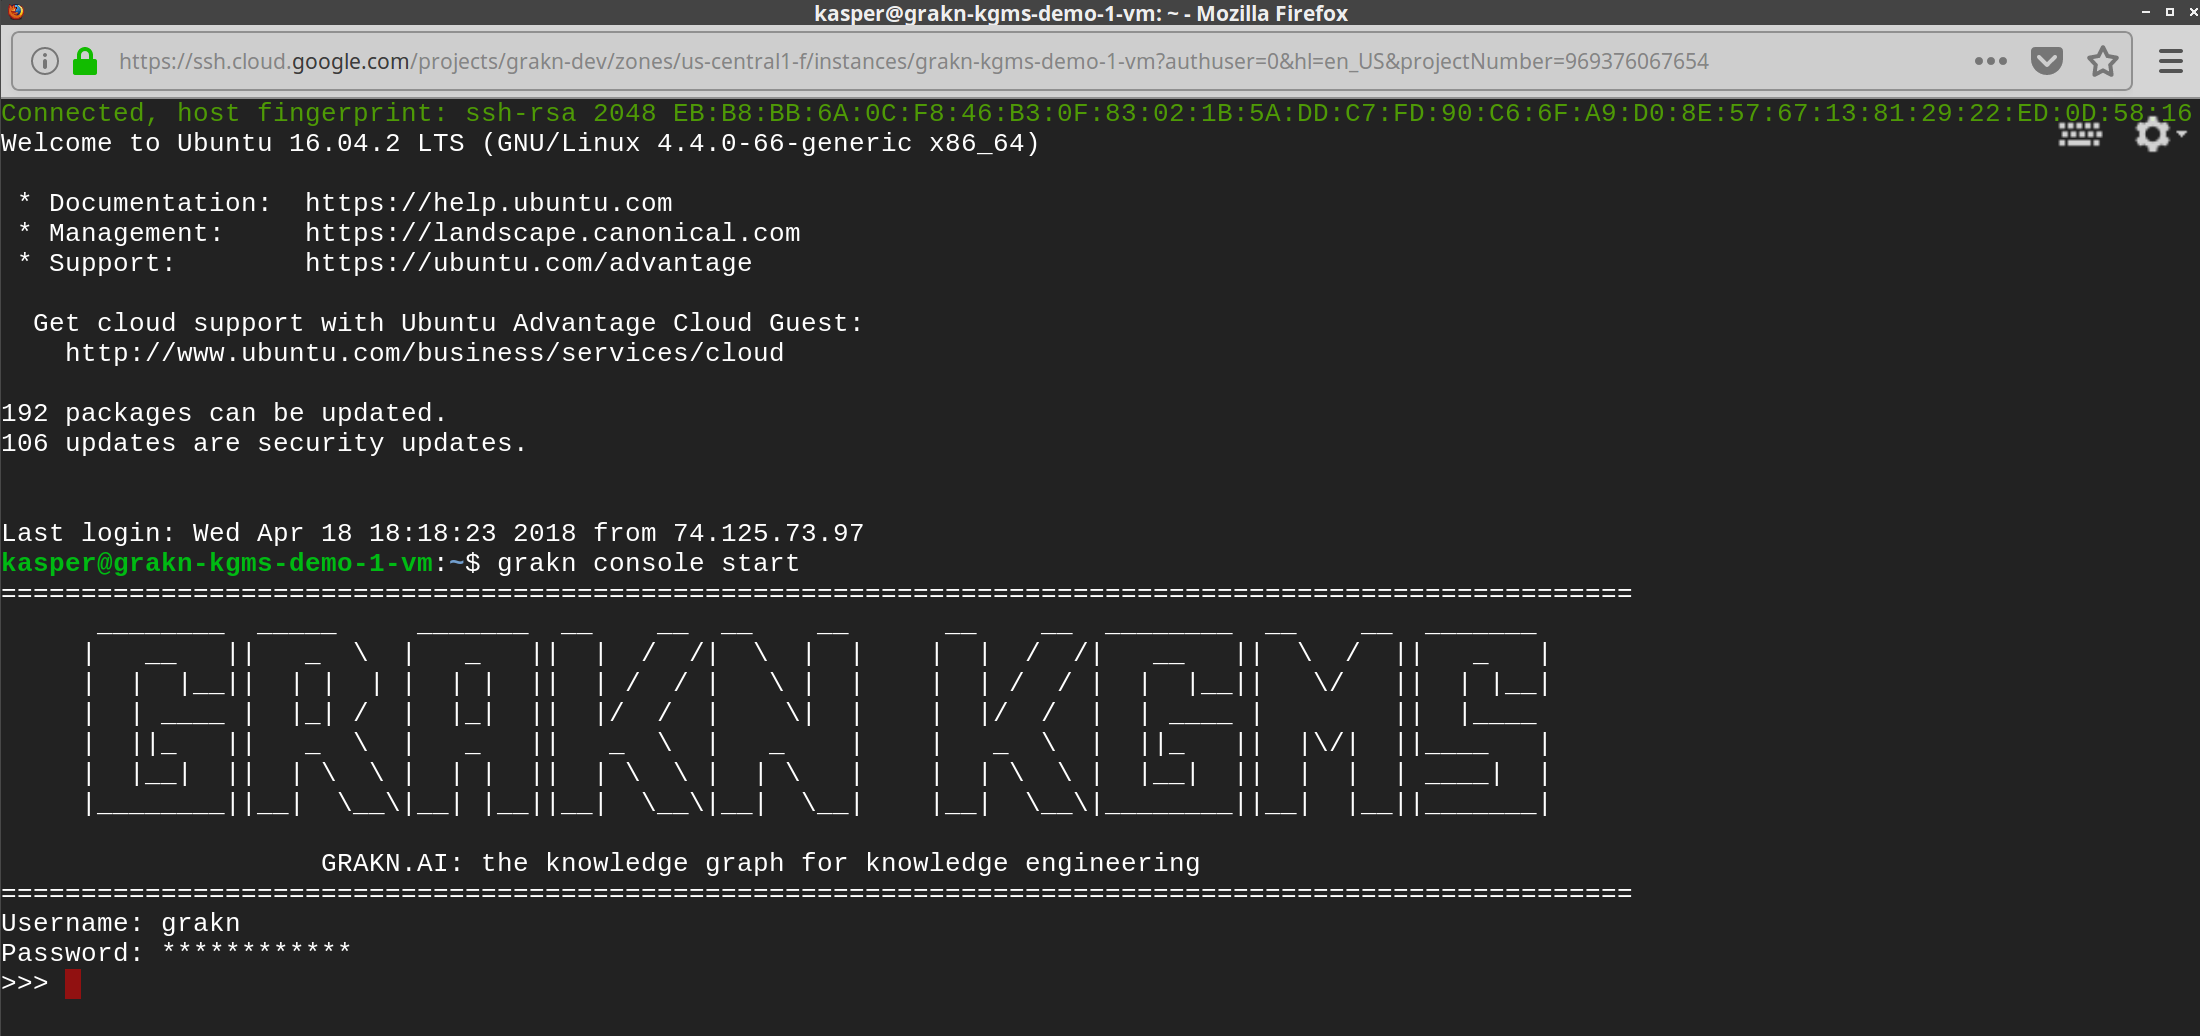 kasper@grakn-kgms-demo-1-vm: ~ - Mozilla Firefox
https://ssh.cloud.google.com/projects/grakn-dev/zones/us-central1-f/instances/grakn-kgms-demo-1-vm?authuser=0&hl=en_US&projectNumber=969376067654
Connected, host fingerprint: ssh-rsa 2048 EB:B8:BB:6A:0C:F8:46:B3:0F:83:02:1B:5A:DD:C7:FD:90:C6:6F:A9:D0:8E:57:67:13:81:29:22:ED:0D:58:16
Welcome to Ubuntu 16.04.2 LTS (GNU/Linux 4.4.0-66-generic x86_64)
* Documentation:  https://help.ubuntu.com
* Management:     https://landscape.canonical.com
* Support:        https://ubuntu.com/advantage
Get cloud support with Ubuntu Advantage Cloud Guest:
http://www.ubuntu.com/business/services/cloud
192 packages can be updated.
106 updates are security updates.
Last login: Wed Apr 18 18:18:23 2018 from 74.125.73.97
kasper@grakn-kgms-demo-1-vm:~$ grakn console start
GRAKN KGMS
GRAKN.AI: the knowledge graph for knowledge engineering
Username: grakn
Password: ************
>>>